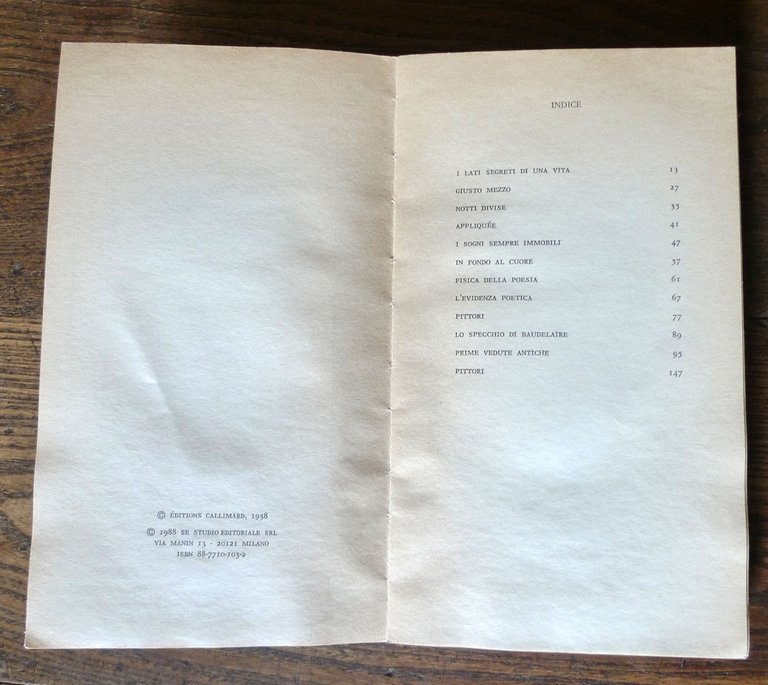 © ÉDITIONS CALLIMARD, 1938
© 1988 SE STUDIO EDITORIALE SRL
VIA MANIN 13 - 20121 MILANO
ISBN 88-7710-103-2
INDICE
I LATI SEGRETI DI UNA VITA 13
GIUSTO MEZZO 27
NOTTI DIVISE 35
APPLIQUÉE 41
I SOGNI SEMPRE IMMOBILI 47
IN FONDO AL CUORE 57
FISICA DELLA POESIA 61
L'EVIDENZA POETICA 67
PITTORI 77
LO SPECCHIO DI BAUDELAIRE 89
PRIME VEDUTE ANTICHE 95
PITTORI 147